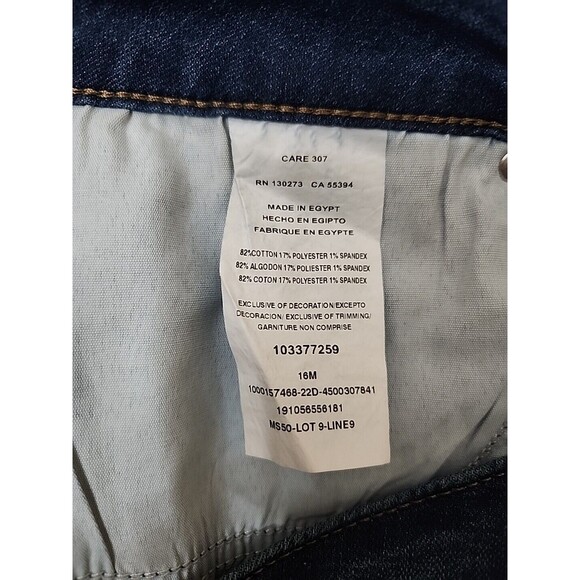 CARE 307
RN 130273 CA 55394
MADE IN EGYPT
HECHO EN EGIPTO
FABRIQUE EN EGYPTE
82%COTTON 17% POLYESTER 1% SPANDEX
82% ALGODON 17% POLIESTER 1% SPANDEX
82% COTON 17% POLYESTER 1% SPANDEX
EXCLUSIVE OF DECORATION/EXCEPTO
DECORACION/EXCLUSIVE OF TRIMMING/
GARNITURE NON COMPRISE
103377259
16M
1000157468-22D-4500307841
191056556181
MS50-LOT 9-LINE9